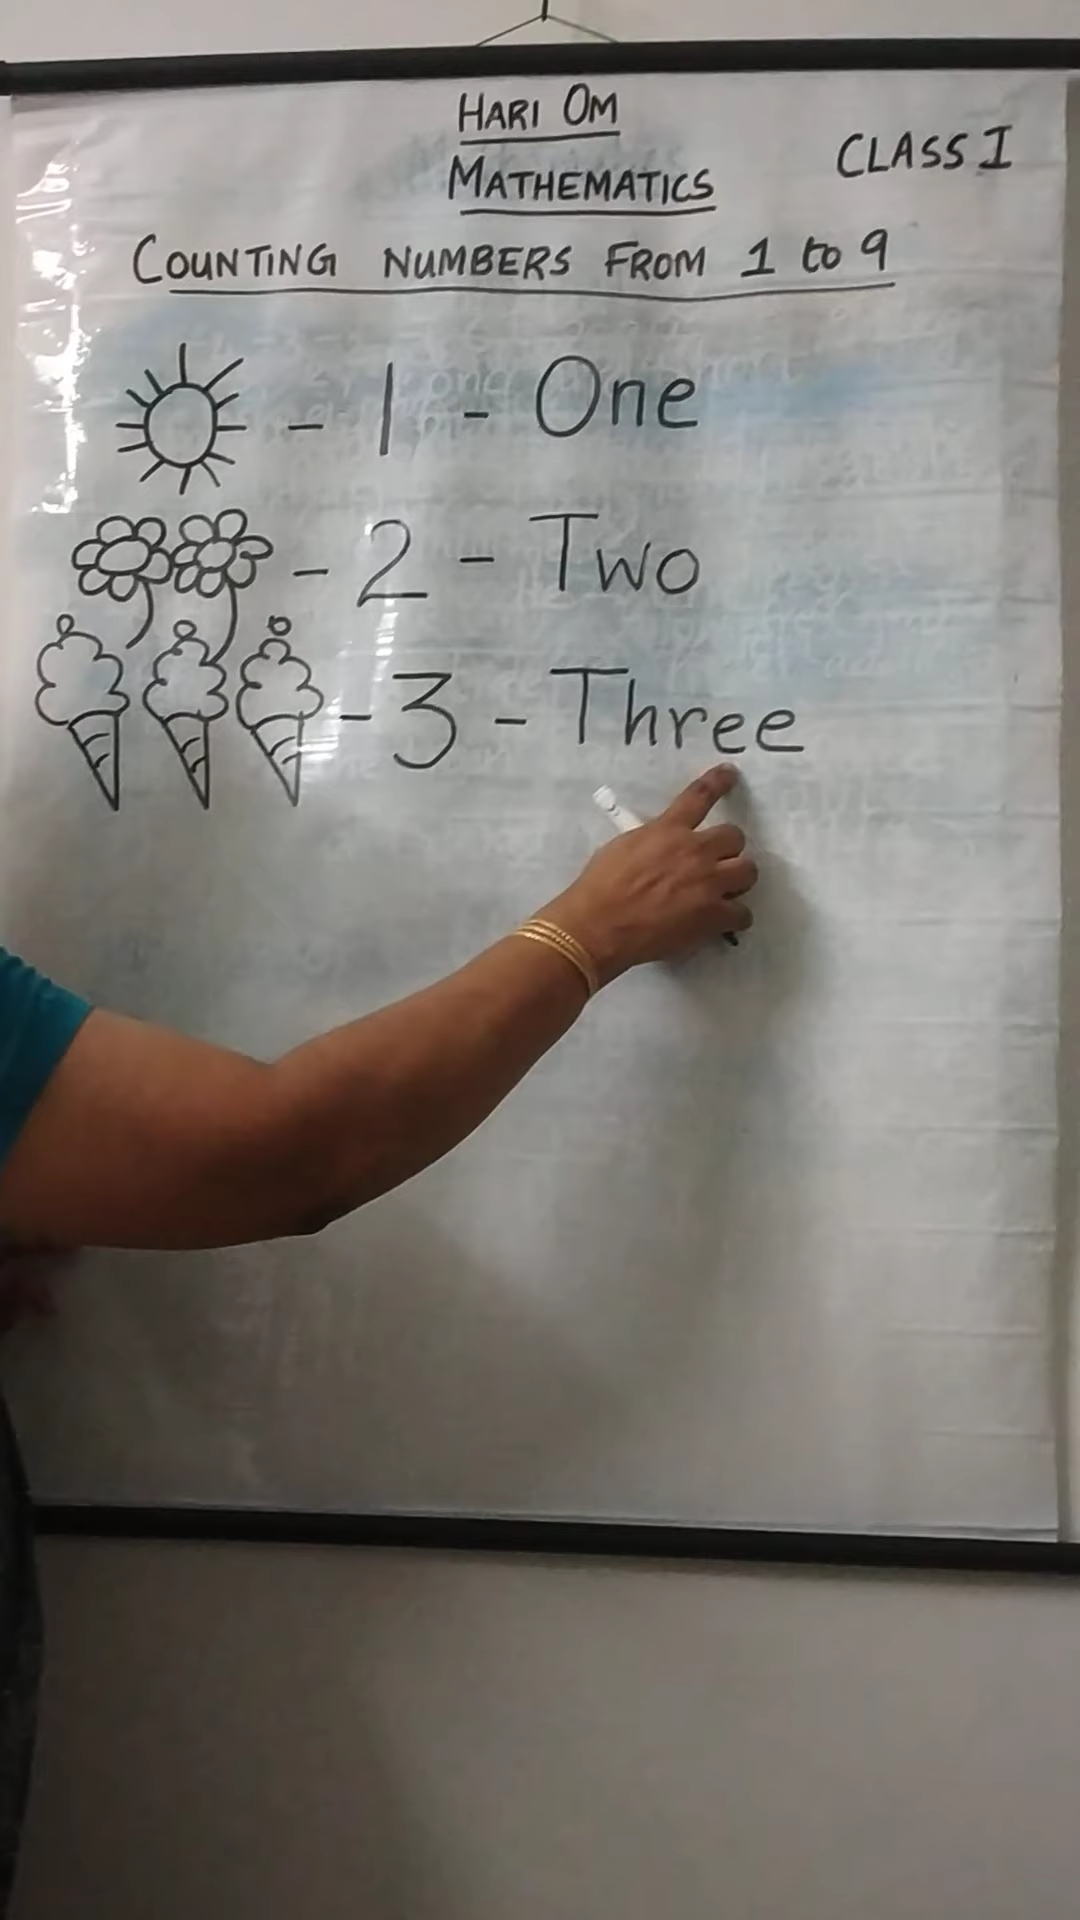 HARI OM
MATHEMATICS
CLASS I
COUNTING NUMBERS FROM 1 to 9
- 1 - One
- 2 - Two
- 3 - Three